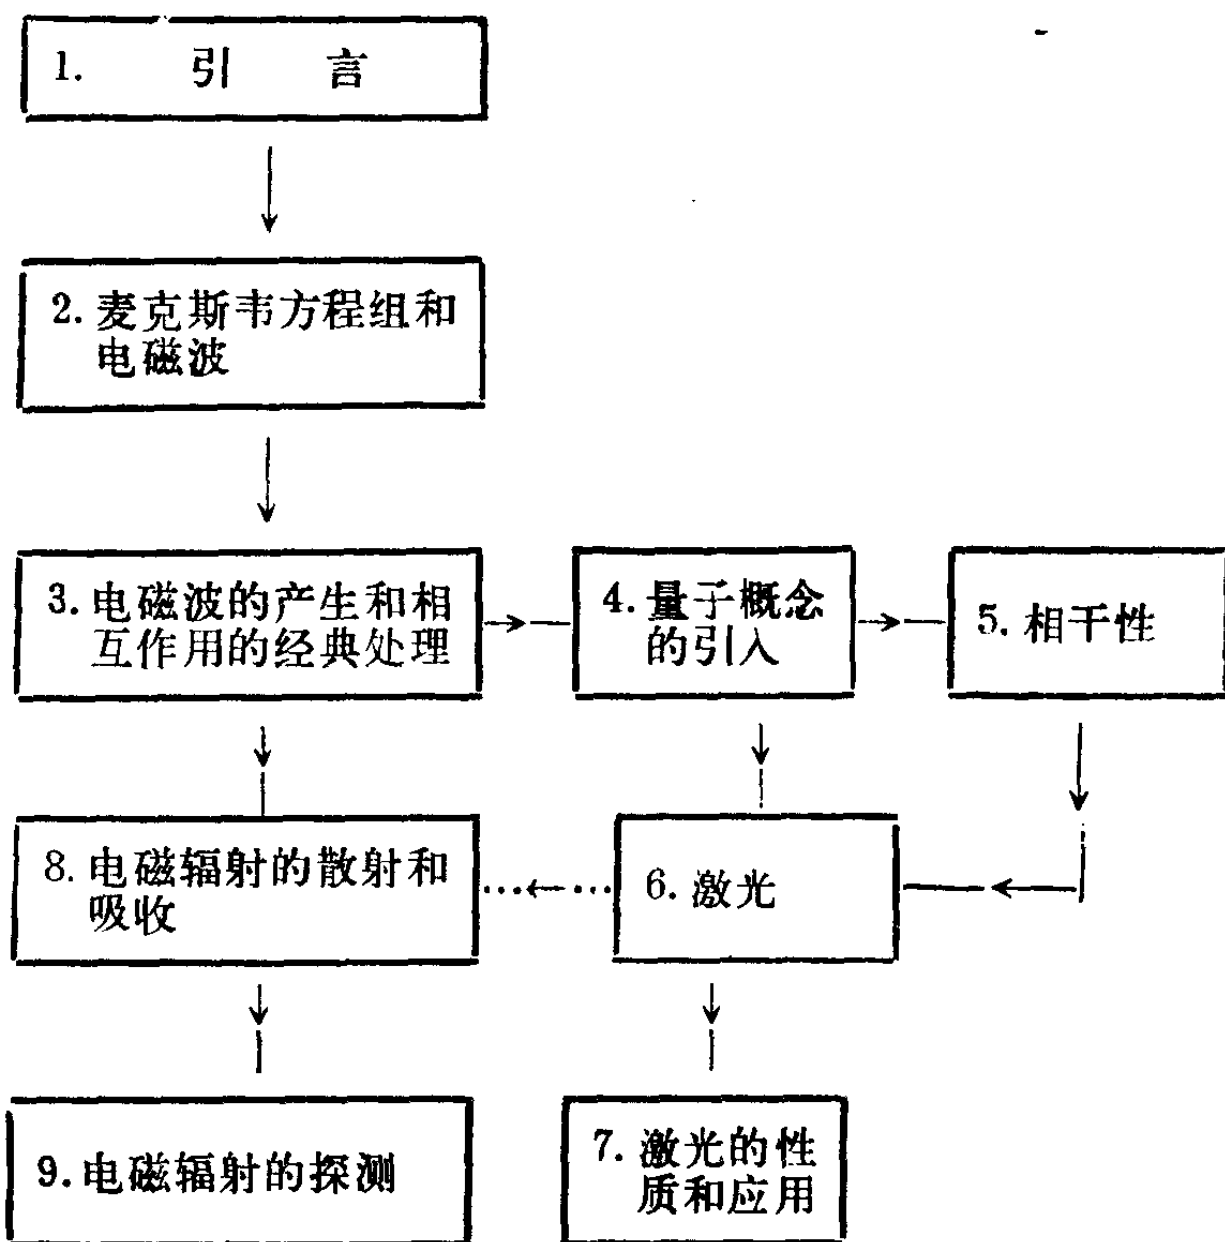 1. 引 言
2. 麦克斯韦方程组和
电磁波
3. 电磁波的产生和相
互作用的经典处理
4. 量子概念
的引入
5. 相干性
8. 电磁辐射的散射和
吸收
6. 激光
9. 电磁辐射的探测
7. 激光的性
质和应用